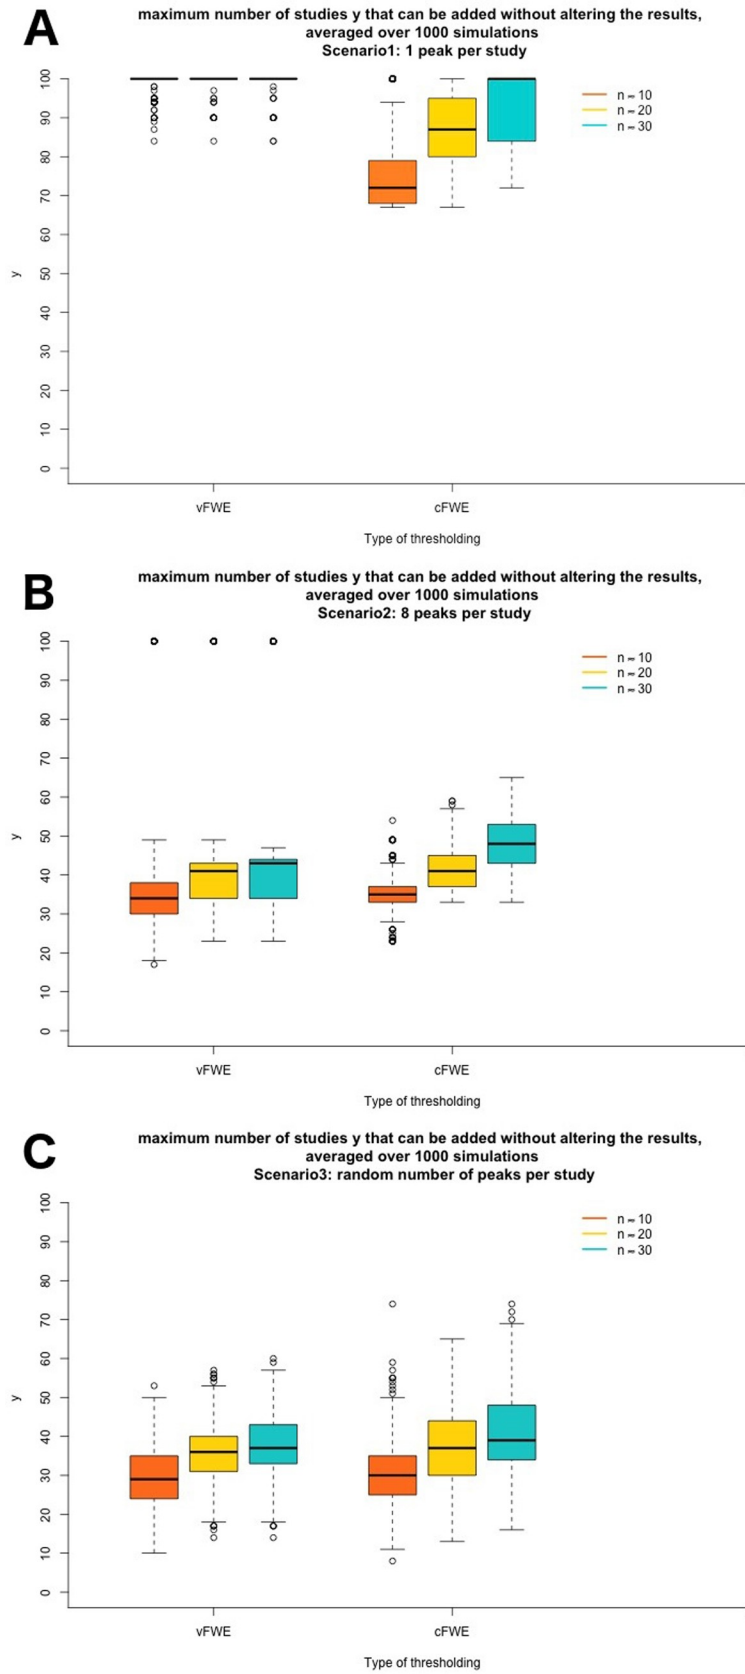 A
maximum number of studies y that can be added without altering the results,
averaged over 1000 simulations
Scenario1: 1 peak per study
100
90
80
70
60
50
40
30
20
10
0
y
n = 10
n = 20
n = 30
vFWE
cFWE
Type of thresholding
B
maximum number of studies y that can be added without altering the results,
averaged over 1000 simulations
Scenario2: 8 peaks per study
100
90
80
70
60
50
40
30
20
10
0
y
n = 10
n = 20
n = 30
vFWE
cFWE
Type of thresholding
C
maximum number of studies y that can be added without altering the results,
averaged over 1000 simulations
Scenario3: random number of peaks per study
100
90
80
70
60
50
40
30
20
10
0
y
n = 10
n = 20
n = 30
vFWE
cFWE
Type of thresholding